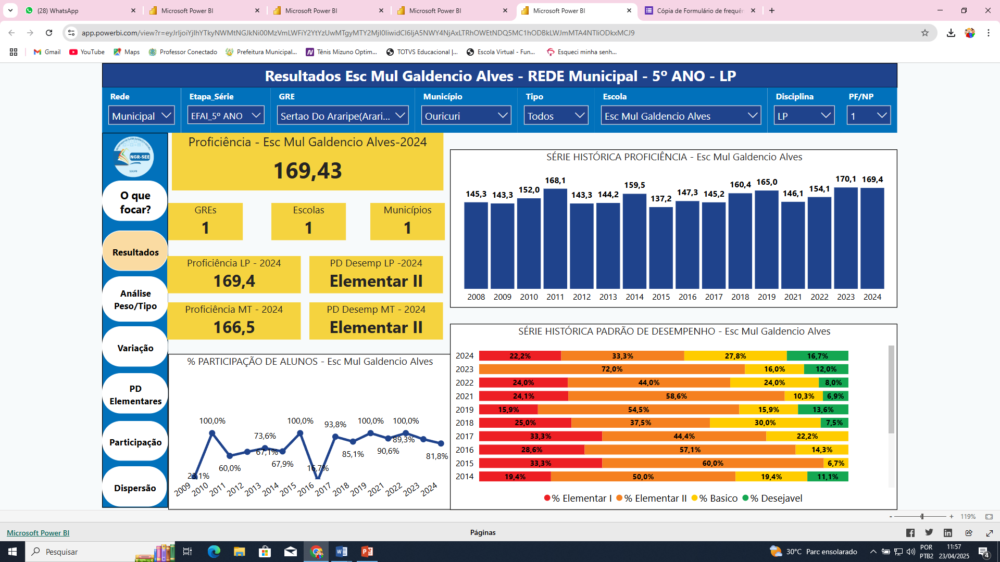 (28) WhatsApp
Microsoft Power BI
Microsoft Power BI
Microsoft Power BI
Microsoft Power BI
Cópia de Formulário de frequên
app.powerbi.com/view?r=eyJrIjoiYjlhYTkyNWMtNGJkNi00MzVmLWFiY2YtYzUwMTgyMTY2MjI0IiwidCI6IjA5NWY4NjAxLTRhOWEtNDQ5MC1hODBkLWJmMTA4NTliODkxMCJ9
Gmail
YouTube
Maps
Professor Conectado
Prefeitura Municipal...
Tênis Mizuno Optim...
TOTVS Educacional |...
Escola Virtual - Fun...
Esqueci minha senh...
Resultados Esc Mul Galdencio Alves - REDE Municipal - 5º ANO - LP
Rede
Etapa_Série
GRE
Município
Tipo
Escola
Disciplina
PF/NP
Municipal
EFAI_5º ANO
Sertao Do Araripe(Arari...
Ouricuri
Todos
Esc Mul Galdencio Alves
LP
1
NGR-SEE
O que
focar?
Resultados
Análise
Peso/Tipo
Variação
PD
Elementares
Participação
Dispersão
Proficiência - Esc Mul Galdencio Alves-2024
169,43
GREs
1
Escolas
1
Municípios
1
Proficiência LP - 2024
169,4
PD Desemp LP -2024
Elementar II
Proficiência MT - 2024
166,5
PD Desemp MT - 2024
Elementar II
% PARTICIPAÇÃO DE ALUNOS - Esc Mul Galdencio Alves
23,1%
100,0%
60,0%
67,1%
73,6%
67,9%
100,0%
16,7%
93,8%
85,1%
100,0%
90,6%
100,0%
89,3%
81,8%
2009 2010 2011 2012 2013 2014 2015 2016 2017 2018 2019 2021 2022 2023 2024
SÉRIE HISTÓRICA PROFICIÊNCIA - Esc Mul Galdencio Alves
145,3 143,3 152,0 168,1 143,3 144,2 159,5 137,2 147,3 145,2 160,4 165,0 146,1 154,1 170,1 169,4
2008 2009 2010 2011 2012 2013 2014 2015 2016 2017 2018 2019 2021 2022 2023 2024
SÉRIE HISTÓRICA PADRÃO DE DESEMPENHO - Esc Mul Galdencio Alves
2024 22,2% 33,3% 27,8% 16,7%
2023 72,0% 16,0% 12,0%
2022 24,0% 44,0% 24,0% 8,0%
2021 24,1% 58,6% 10,3% 6,9%
2019 15,9% 54,5% 15,9% 13,6%
2018 25,0% 37,5% 30,0% 7,5%
2017 33,3% 44,4% 22,2%
2016 28,6% 57,1% 14,3%
2015 33,3% 60,0% 6,7%
2014 19,4% 50,0% 19,4% 11,1%
% Elementar I % Elementar II % Basico % Desejavel
- + 119%
Microsoft Power BI
Páginas
Pesquisar
30°C Parc ensolarado
POR
PTB2
11:57
23/04/2025
4